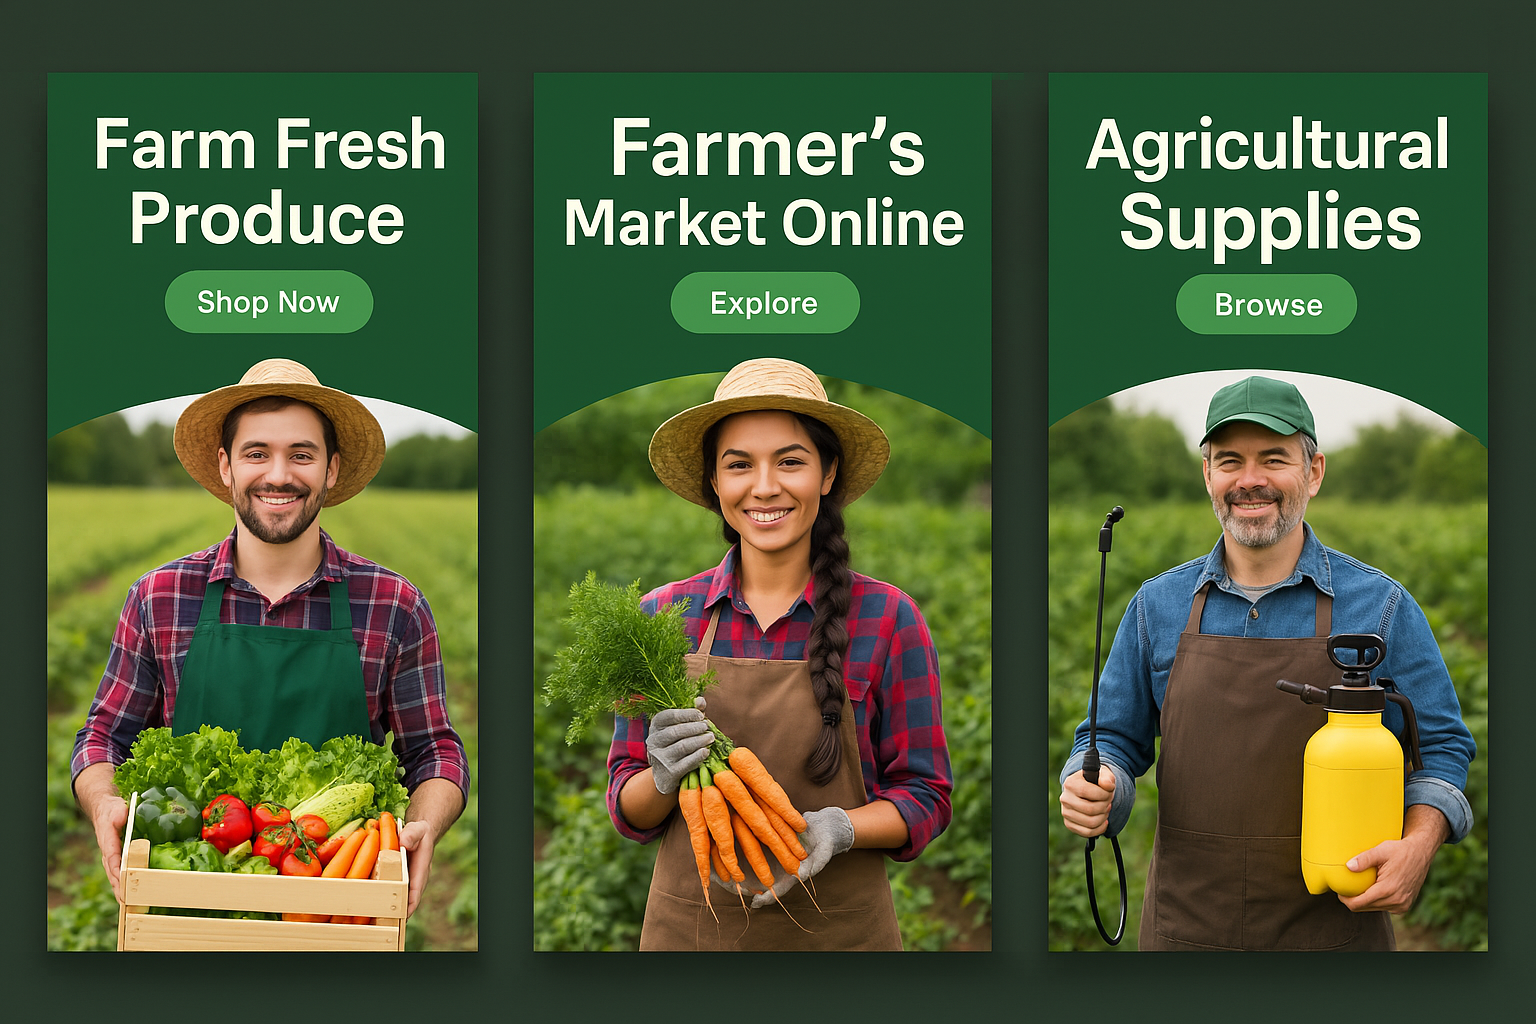 Farm Fresh
Produce
Shop Now
Farmer’s
Market Online
Explore
Agricultural
Supplies
Browse